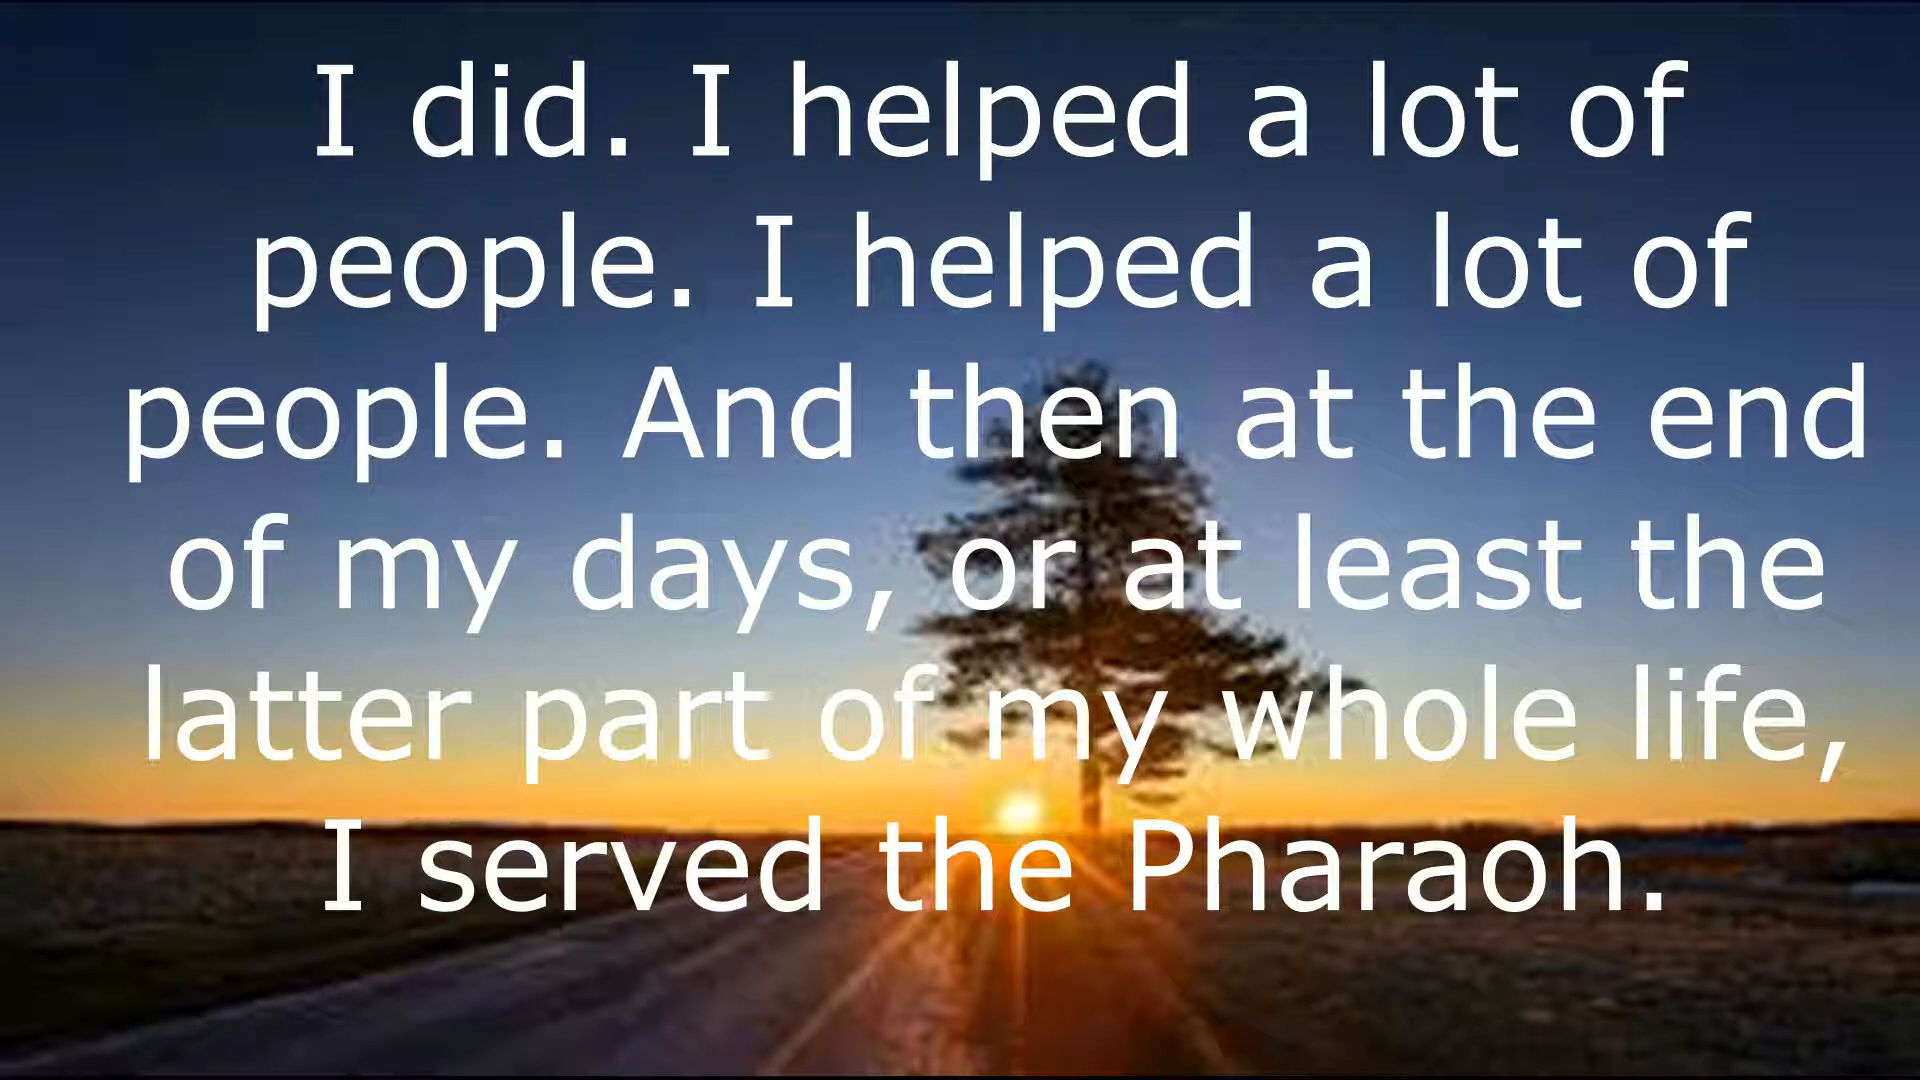 I did. I helped a lot of
people. I helped a lot of
people. And then at the end
of my days, or at least the
latter part of my whole life,
I served the Pharaoh.